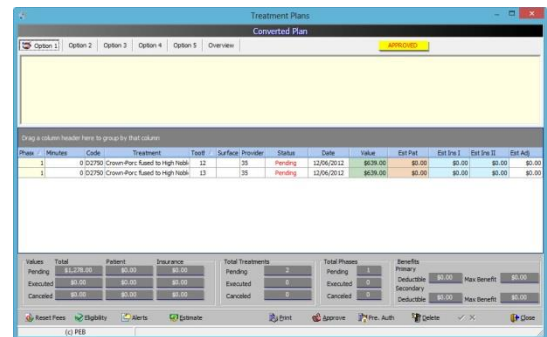 Treatment Plans
Converted Plan
Option 1 Option 2 Option 3 Option 4 Option 5 Overview APPROVED
Drag a column header here to group by that column
Phase Minutes Code Treatment Tooth Surface Provider Status Date Value Est Pat Est Ins I Est Ins II Est Adj
1 0 D2750 Crown-Porc fused to High Nobl 12 35 Pending 12/06/2012 $639.00 $0.00 $0.00 $0.00 $0.00
1 0 D2750 Crown-Porc fused to High Nobl 13 35 Pending 12/06/2012 $639.00 $0.00 $0.00 $0.00 $0.00
Values Total Patient Insurance Total Treatments Total Phases Benefits
Primary
Pending $1,278.00 $0.00 $0.00 Pending 2 Pending 1
Deductible $0.00 Max Benefit $0.00
Executed $0.00 $0.00 $0.00 Executed 0 Executed 0
Secondary
Canceled $0.00 $0.00 $0.00 Canceled 0 Canceled 0
Deductible $0.00 Max Benefit $0.00
Reset Fees Eligibility Alerts Estimate Print Approve Pre. Auth Delete Close
(c) PEB